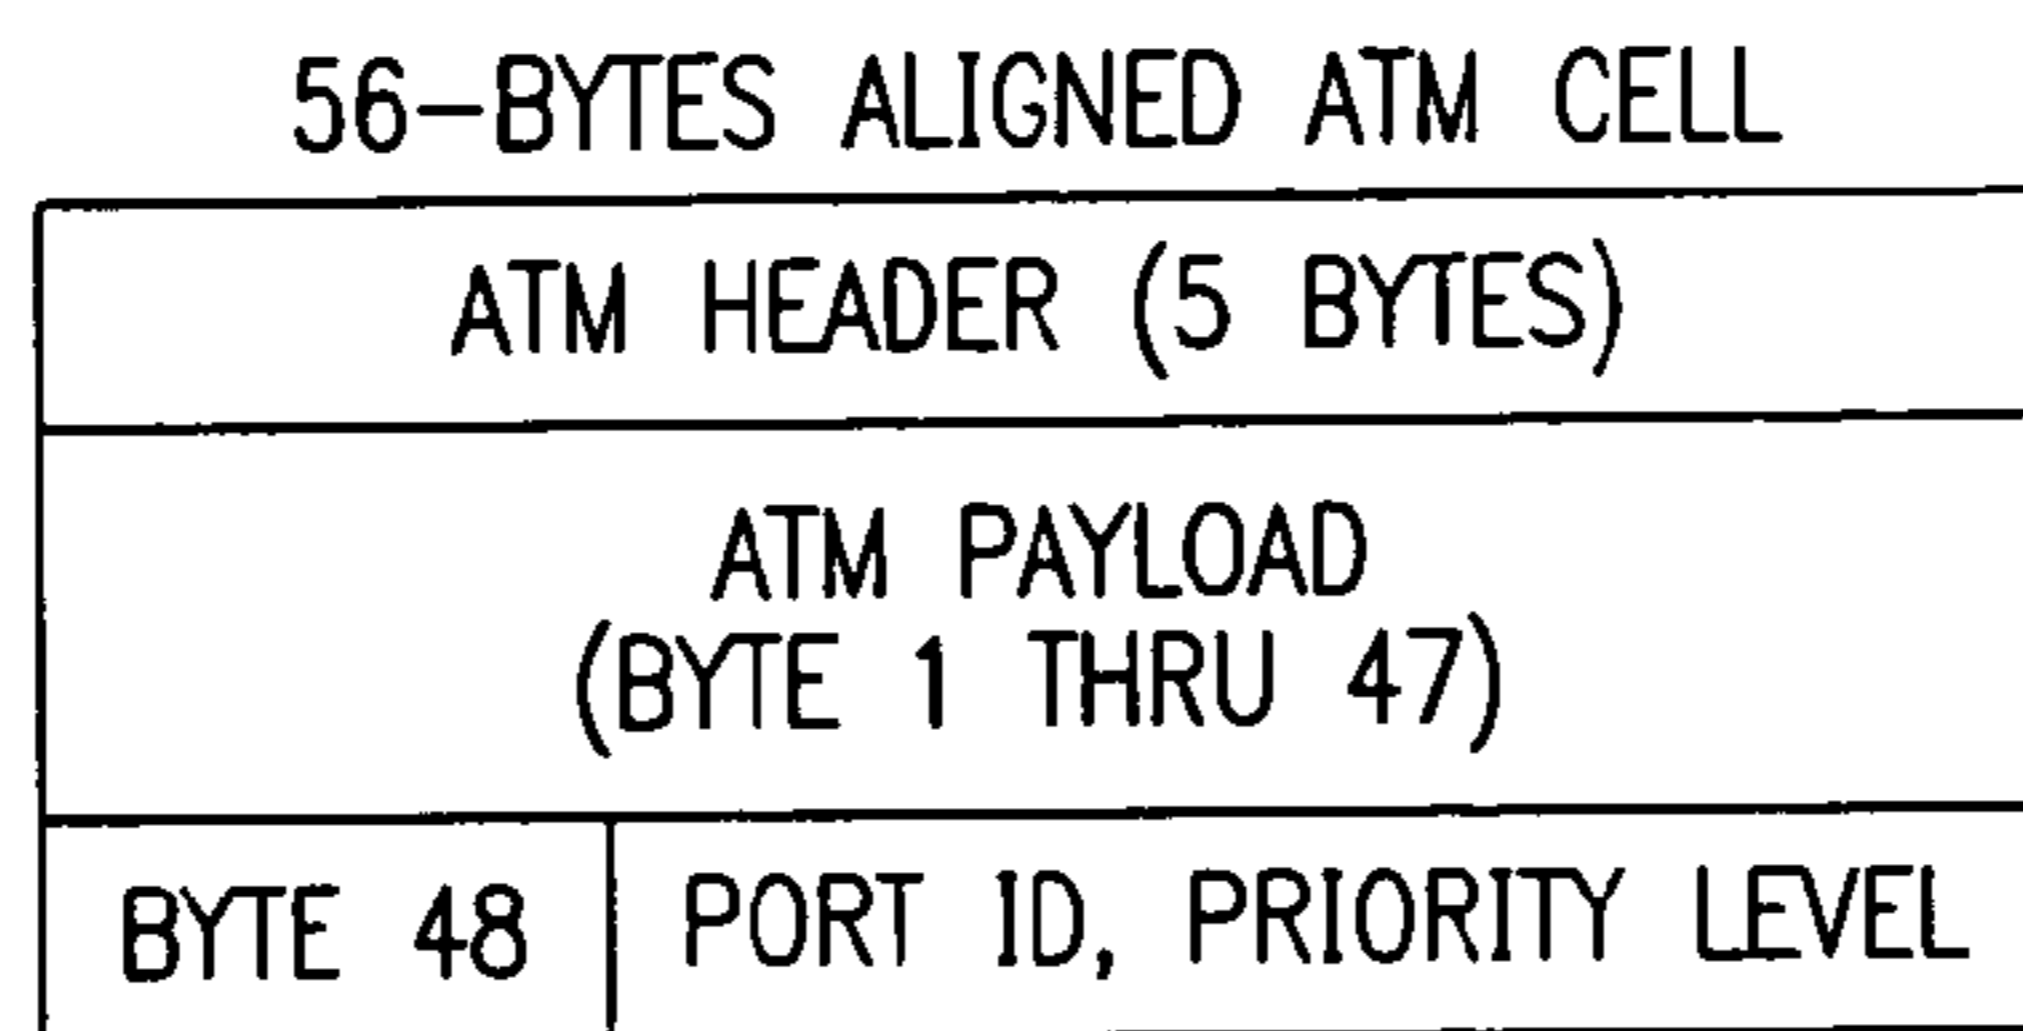 56-BYTES ALIGNED ATM CELL
ATM HEADER (5 BYTES)
ATM PAYLOAD
(BYTE 1 THRU 47)
BYTE 48
PORT ID, PRIORITY LEVEL